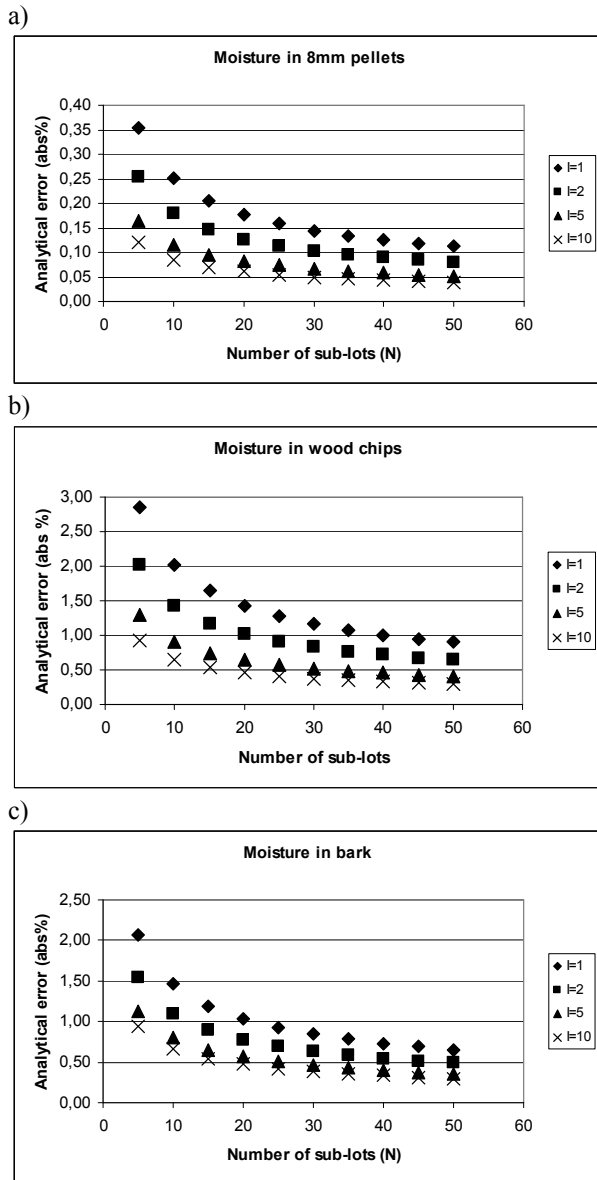 a)
Moisture in 8mm pellets
Analytical error (abs%)
0,40
0,35
0,30
0,25
0,20
0,15
0,10
0,05
0,00
0 10 20 30 40 50 60
Number of sub-lots (N)
I=1
I=2
I=5
I=10
b)
Moisture in wood chips
Analytical error (abs %)
3,00
2,50
2,00
1,50
1,00
0,50
0,00
0 10 20 30 40 50 60
Number of sub-lots
I=1
I=2
I=5
I=10
c)
Moisture in bark
Analytical error (abs%)
2,50
2,00
1,50
1,00
0,50
0,00
0 10 20 30 40 50 60
Number of sub-lots (N)
I=1
I=2
I=5
I=10